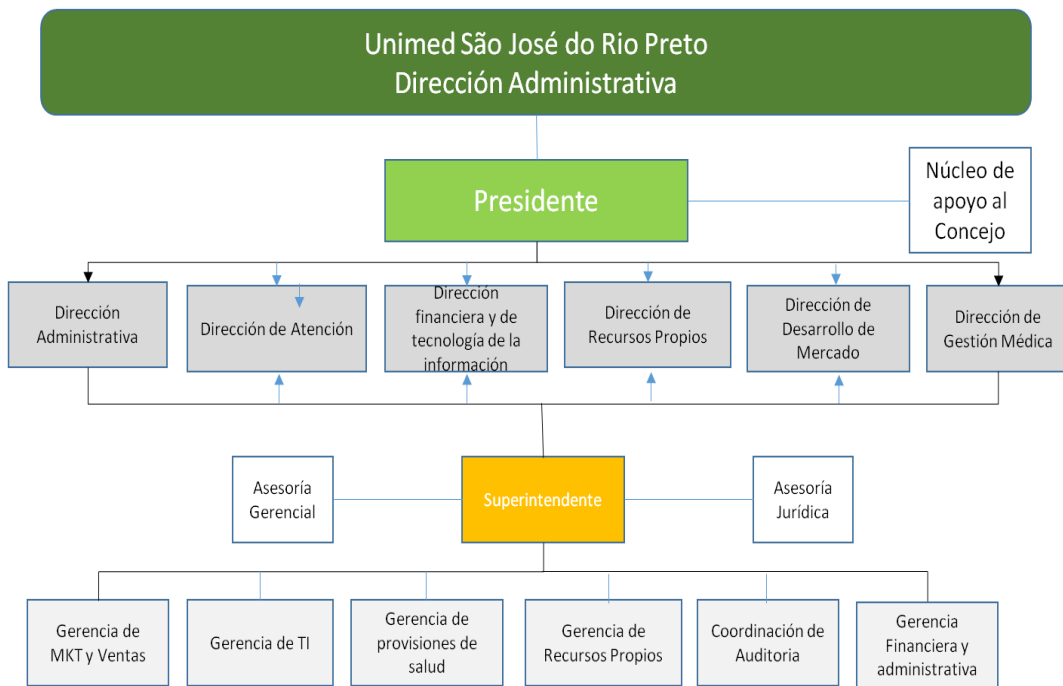 Unimed São José do Rio Preto
Dirección Administrativa
Presidente
Núcleo de
apoyo al
Concejo
Dirección
Administrativa
Dirección de Atención
Dirección
financiera y de
tecnología de la
información
Dirección de
Recursos Propios
Dirección de
Desarrollo de
Mercado
Dirección de
Gestión Médica
Asesoría
Gerencial
Superintendente
Asesoría
Jurídica
Gerencia de
MKT y Ventas
Gerencia de TI
Gerencia de
provisiones de
salud
Gerencia de
Recursos Propios
Coordinación de
Auditoria
Gerencia
Financiera y
administrativa